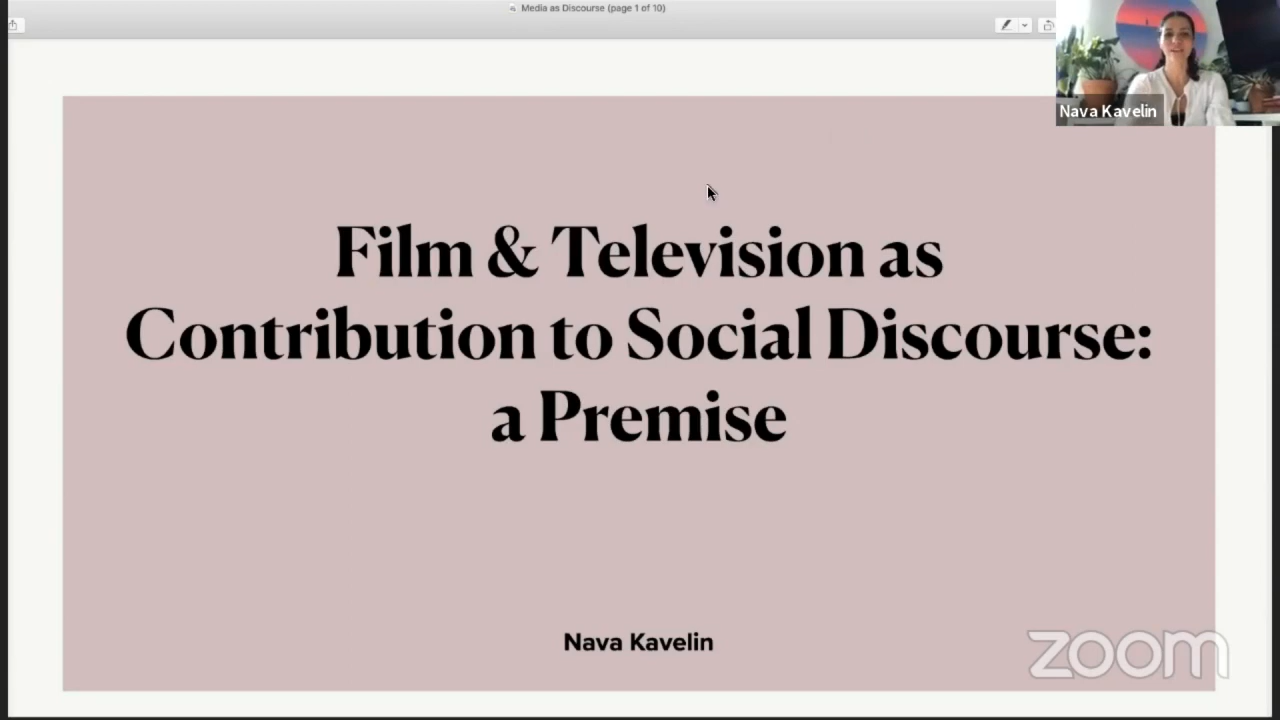 Media as Discourse (page 1 of 10)
Nava Kavelin
Film & Television as
Contribution to Social Discourse:
a Premise
Nava Kavelin
zoom